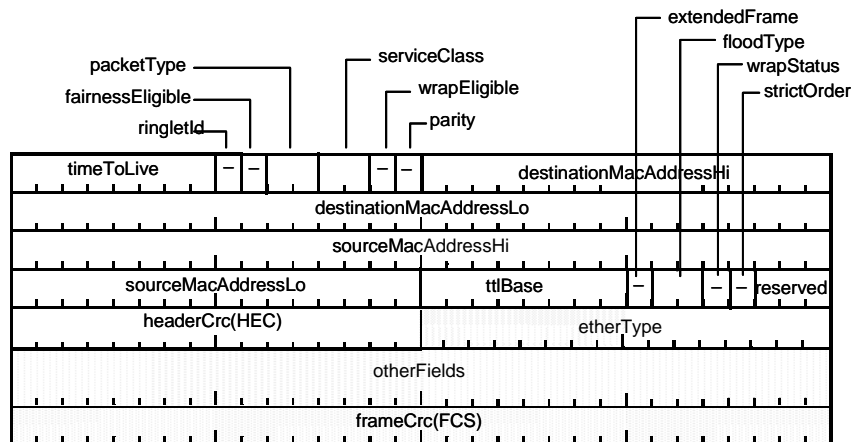 extendedFrame
floodType
serviceClass
packetType
wrapStatus
wrapEligible
fairnessEligible
strictOrder
ringletId
parity
timeToLive – – – – destinationMacAddressHi
destinationMacAddressLo
sourceMacAddressHi
sourceMacAddressLo ttlBase – – – reserved
headerCrc(HEC) etherType
otherFields
frameCrc(FCS)